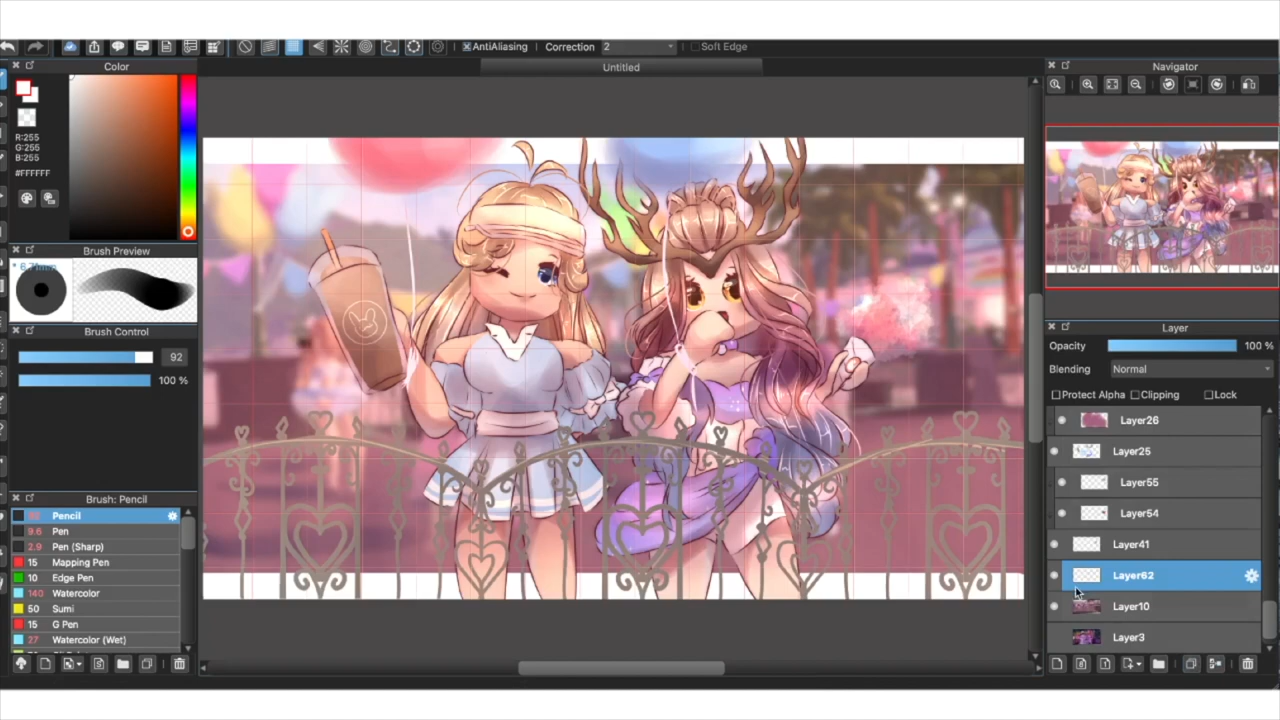 AntiAliasing Correction 2 Soft Edge
Color
Untitled
Navigator
R:255
G:255
B:255
#FFFFFF
Brush Preview
Brush Control
92
100 %
Brush: Pencil
92 Pencil
9.6 Pen
2.9 Pen (Sharp)
15 Mapping Pen
10 Edge Pen
140 Watercolor
50 Sumi
15 G Pen
27 Watercolor (Wet)
Layer
Opacity 100 %
Blending Normal
Protect Alpha Clipping Lock
Layer26
Layer25
Layer55
Layer54
Layer41
Layer62
Layer10
Layer3